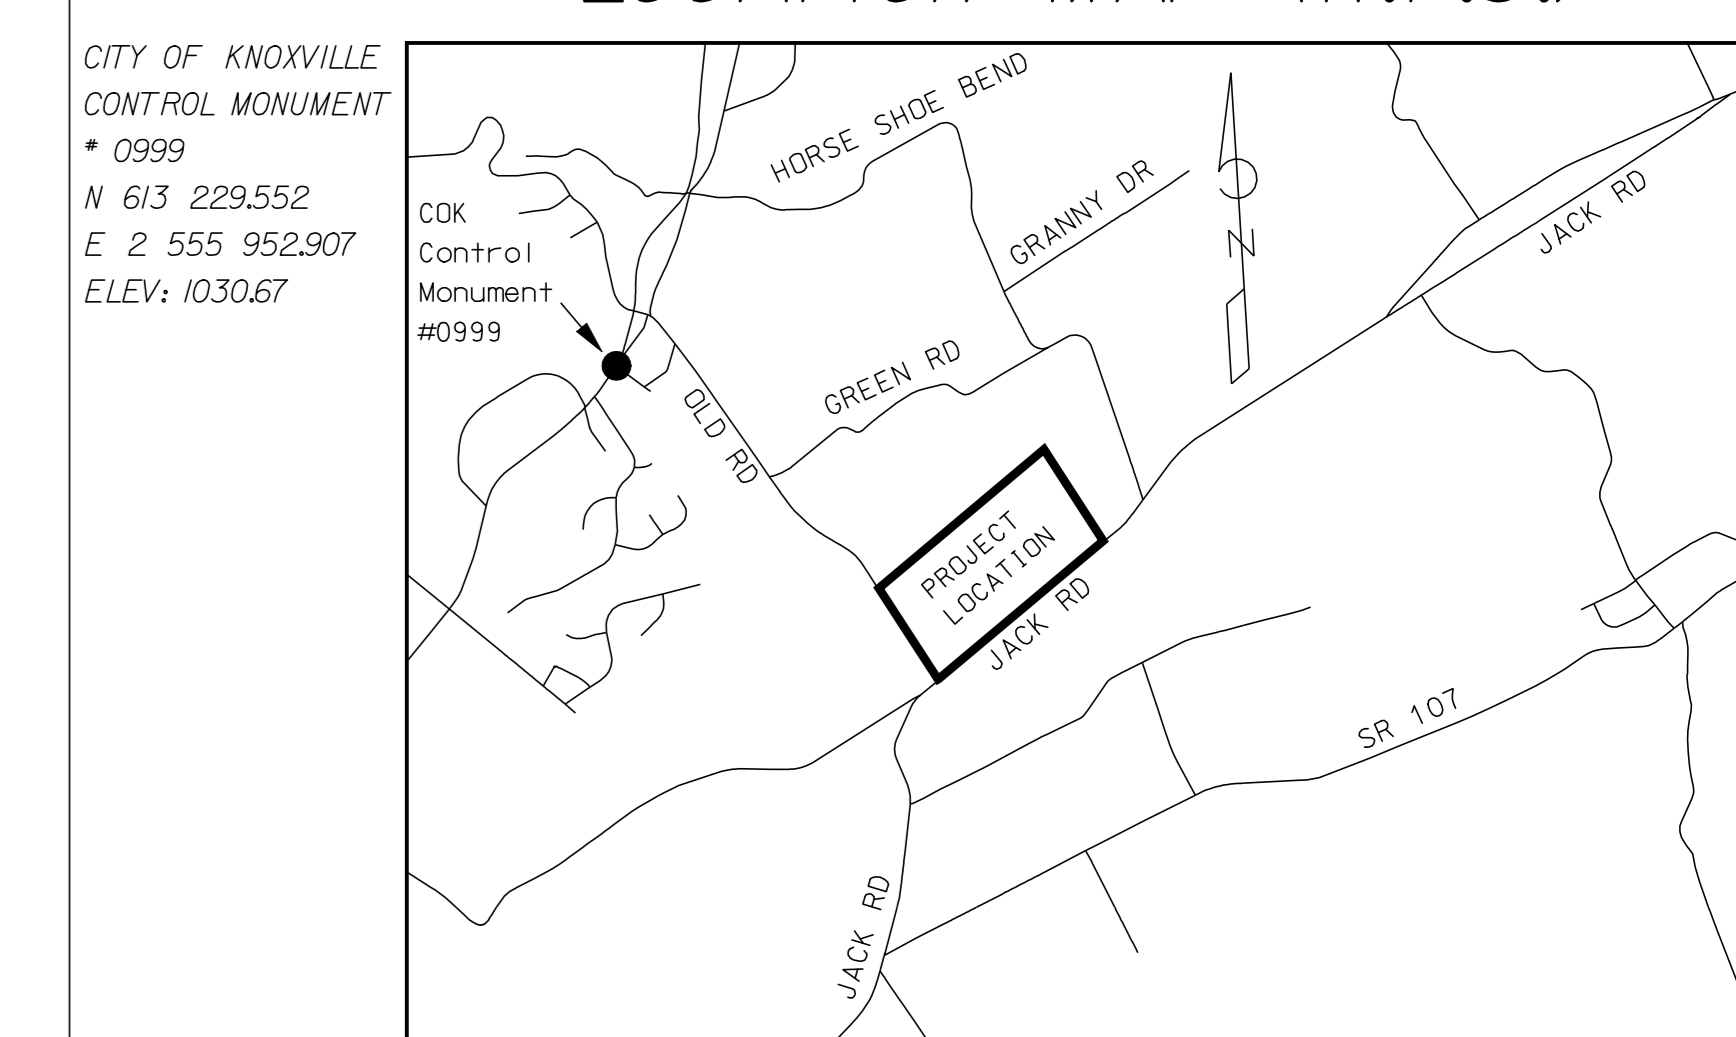 CITY OF KNOXVILLE
CONTROL MONUMENT
# 0999
N 613 229.552
E 2 555 952.907
ELEV: 1030.67
COK
Control
Monument
#0999
HORSE SHOE BEND
GRANNY DR
N
JACK RD
GREEN RD
OLD RD
PROJECT
LOCATION
JACK RD
SR 107
JACK RD